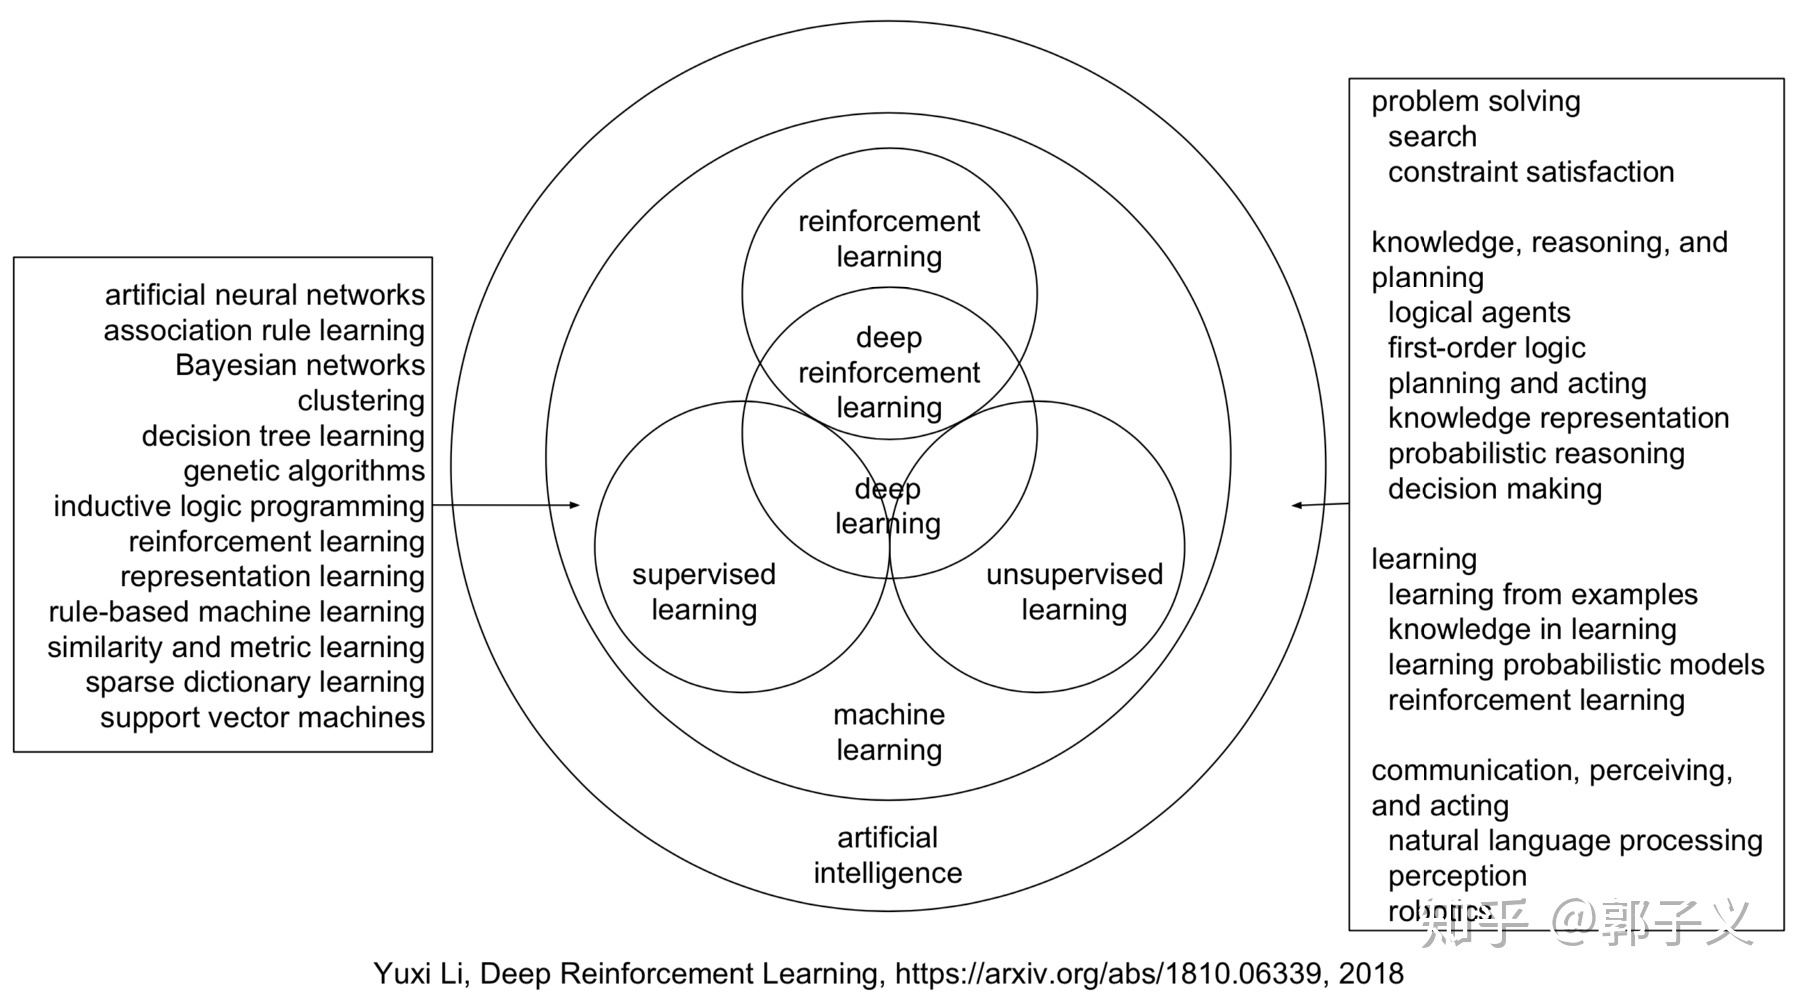 artificial neural networks
association rule learning
Bayesian networks
clustering
decision tree learning
genetic algorithms
inductive logic programming
reinforcement learning
representation learning
rule-based machine learning
similarity and metric learning
sparse dictionary learning
support vector machines
reinforcement
learning
deep
reinforcement
learning
deep
learning
supervised
learning
unsupervised
learning
machine
learning
artificial
intelligence
problem solving
search
constraint satisfaction
knowledge, reasoning, and
planning
logical agents
first-order logic
planning and acting
knowledge representation
probabilistic reasoning
decision making
learning
learning from examples
knowledge in learning
learning probabilistic models
reinforcement learning
communication, perceiving,
and acting
natural language processing
perception
robotics
知乎 @郭子义
Yuxi Li, Deep Reinforcement Learning, https://arxiv.org/abs/1810.06339, 2018